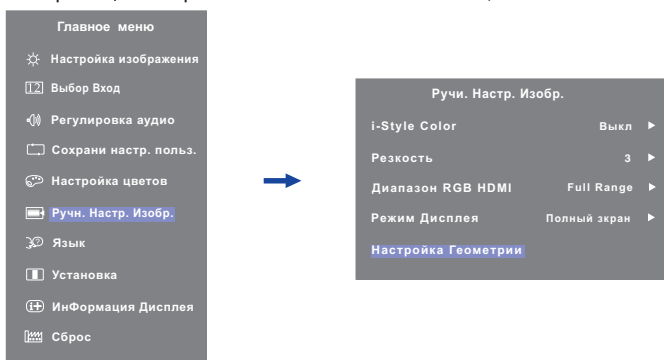 Главное меню
Настройка изображения
12 Выбор Вход
Регулировка аудио
Сохрани настр. польз.
Настройка цветов
Ручн. Настр. Изобр.
Язык
Установка
ИнФормация Дисплея
Сброс
Ручи. Настр. Изобр.
i-Style Color Выкл
Резкость 3
Диапазон RGB HDMI Full Range
Режим Дисплея Полный зкран
Настройка Геометрии